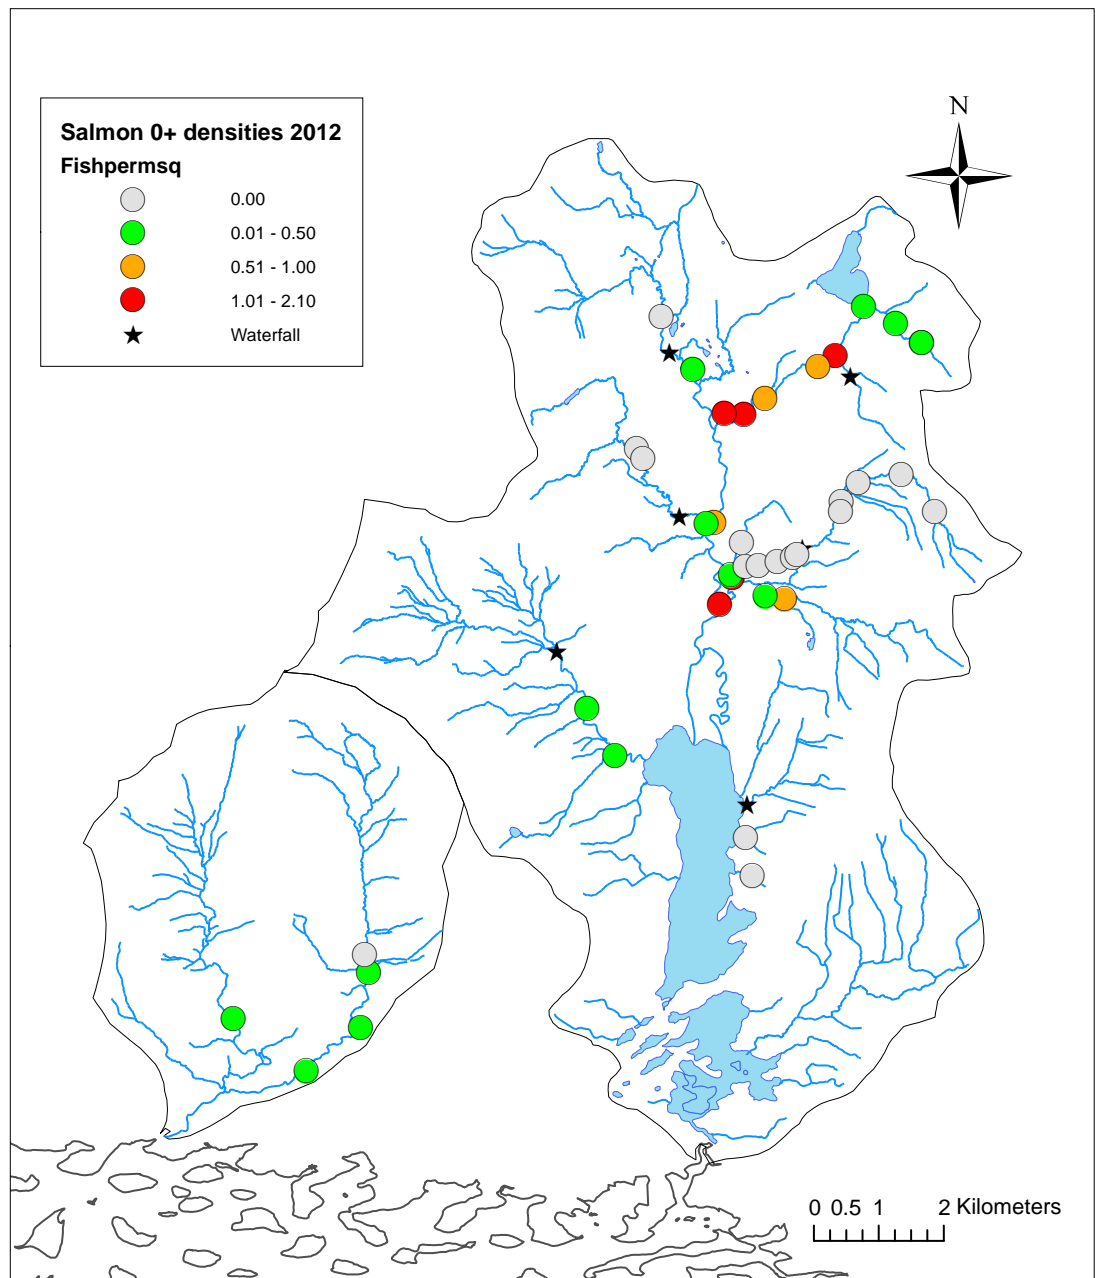 N
Salmon 0+ densities 2012
Fishpermsq
0.00
0.01 - 0.50
0.51 - 1.00
1.01 - 2.10
Waterfall
0 0.5 1 2 Kilometers